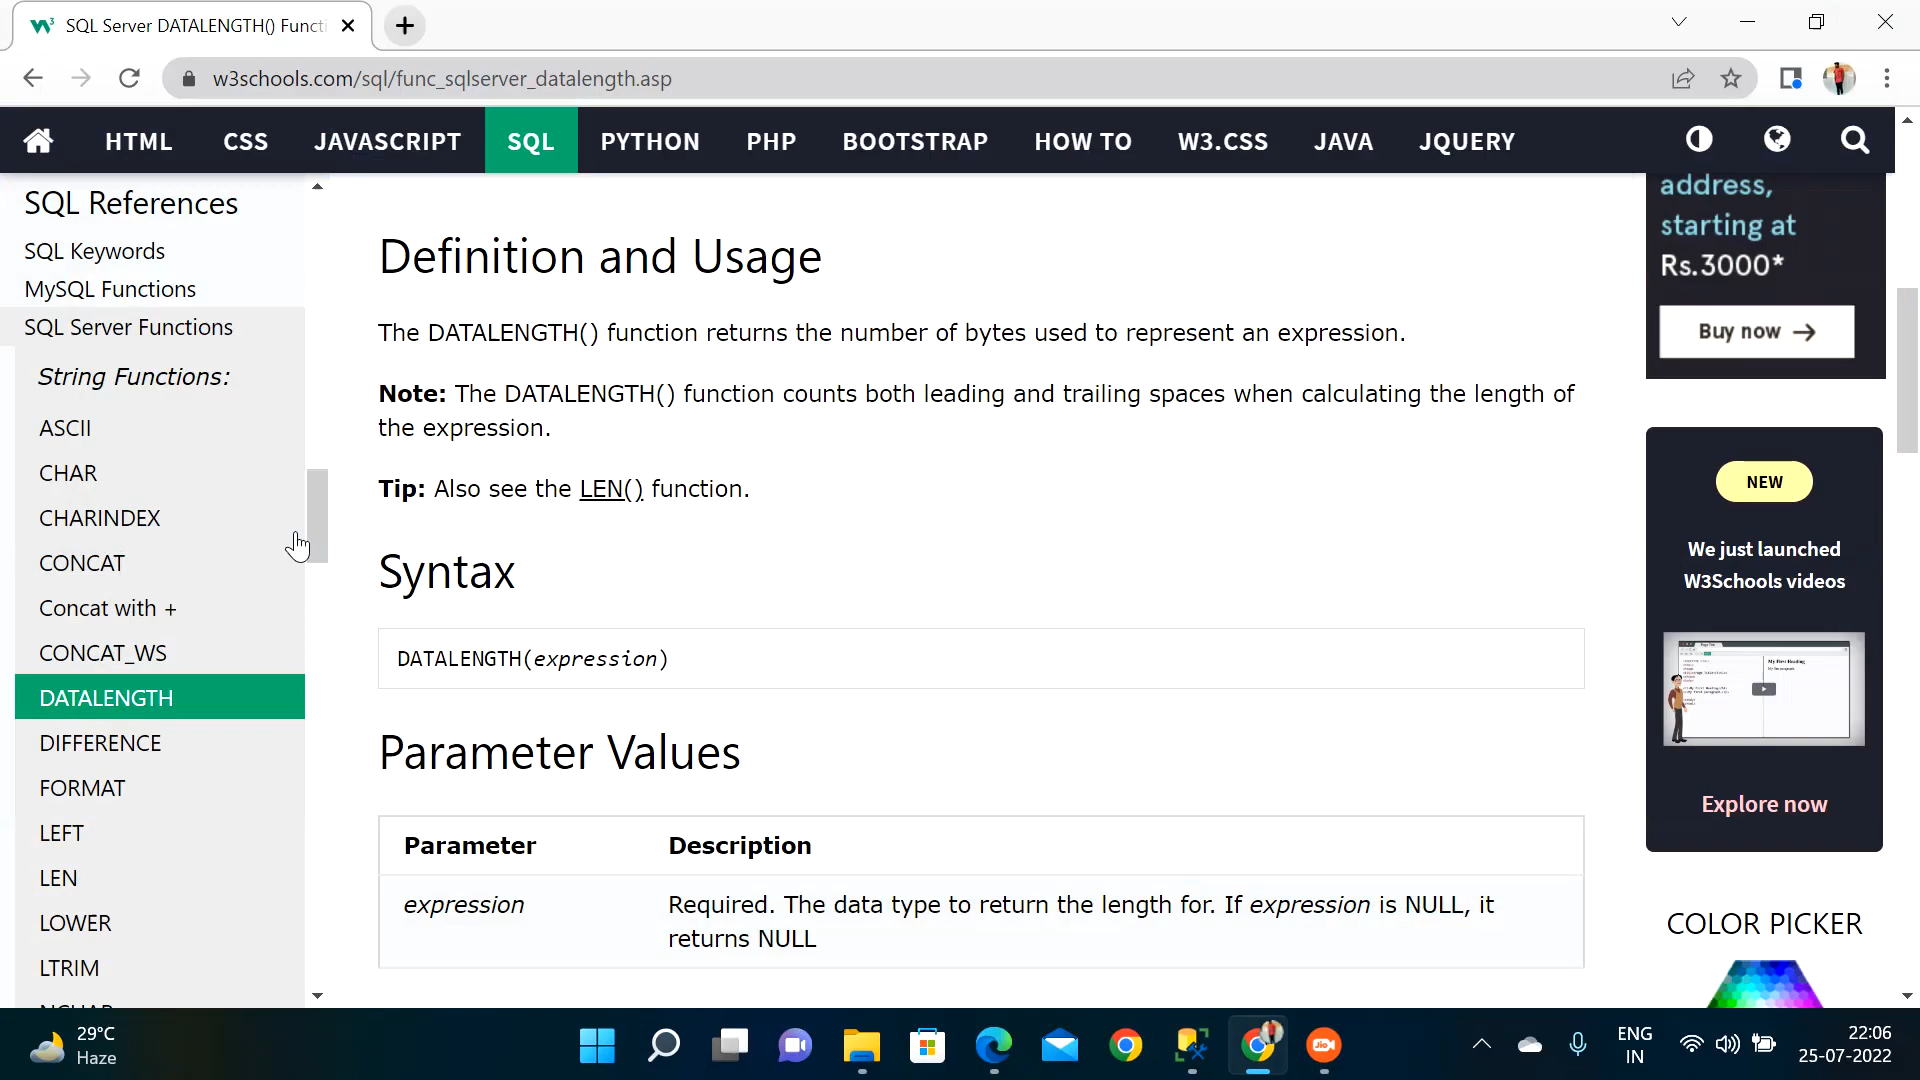 SQL Server DATALENGTH() Functi
w3schools.com/sql/func_sqlserver_datalength.asp
HTML CSS JAVASCRIPT SQL PYTHON PHP BOOTSTRAP HOW TO W3.CSS JAVA JQUERY
SQL References
SQL Keywords
MySQL Functions
SQL Server Functions
String Functions:
ASCII
CHAR
CHARINDEX
CONCAT
Concat with +
CONCAT_WS
DATALENGTH
DIFFERENCE
FORMAT
LEFT
LEN
LOWER
LTRIM
NCHAR
Definition and Usage
The DATALENGTH() function returns the number of bytes used to represent an expression.
Note: The DATALENGTH() function counts both leading and trailing spaces when calculating the length of
the expression.
Tip: Also see the LEN() function.
Syntax
DATALENGTH(expression)
Parameter Values
Parameter Description
expression Required. The data type to return the length for. If expression is NULL, it
returns NULL
address,
starting at
Rs.3000*
Buy now →
NEW
We just launched
W3Schools videos
Explore now
COLOR PICKER
29°C
Haze
Jio
ENG
IN
22:06
25-07-2022